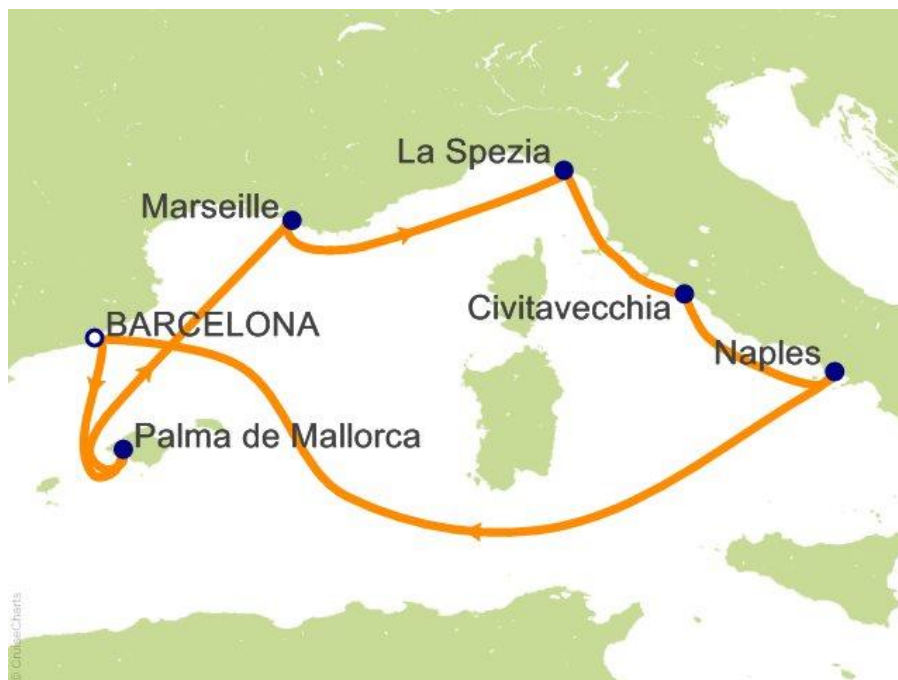 La Spezia
Marseille
Civitavecchia
BARCELONA
Naples
Palma de Mallorca
© CruiseCharts